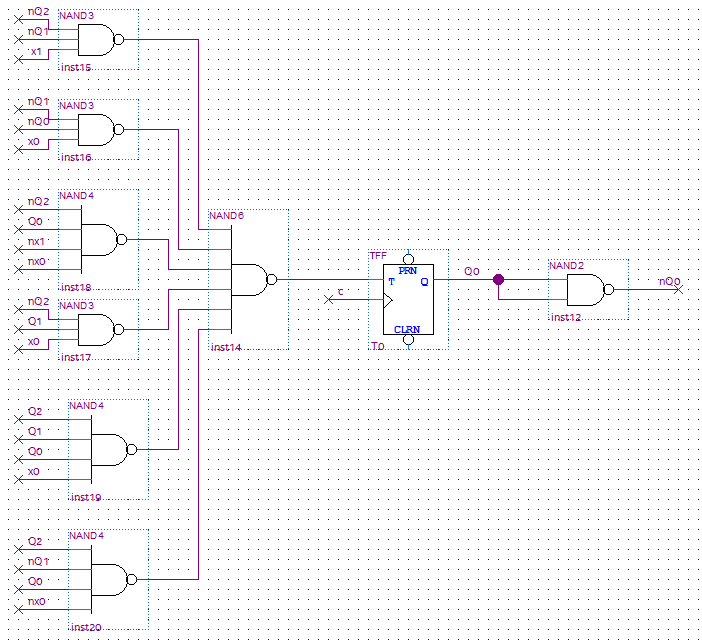 nQ2
NAND3
nQ1
x1
inst15
nQ1
NAND3
nQ0
x0
inst16
nQ2
NAND4
Q0
nx1
nx0
inst18
nQ2
NAND3
Q1
x0
inst17
NAND6
inst14
TFF
PRN
T
Q
c
CLRN
T0
Q0
NAND2
nQ0
inst12
Q2
NAND4
Q1
Q0
x0
inst19
Q2
NAND4
nQ1
Q0
nx0
inst20